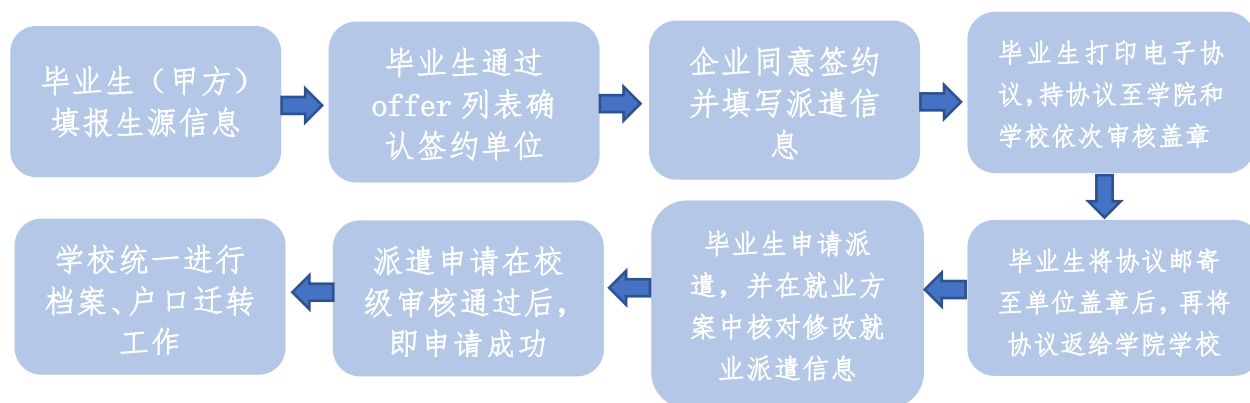 毕业生（甲方）
填报生源信息
毕业生通过
offer 列表确
认签约单位
企业同意签约
并填写派遣信
息
毕业生打印电子协
议,持协议至学院和
学校依次审核盖章
毕业生将协议邮寄
至单位盖章后,再将
协议返给学院学校
毕业生申请派
遣，并在就业方
案中核对修改就
业派遣信息
派遣申请在校
级审核通过后，
即申请成功
学校统一进行
档案、户口迁转
工作